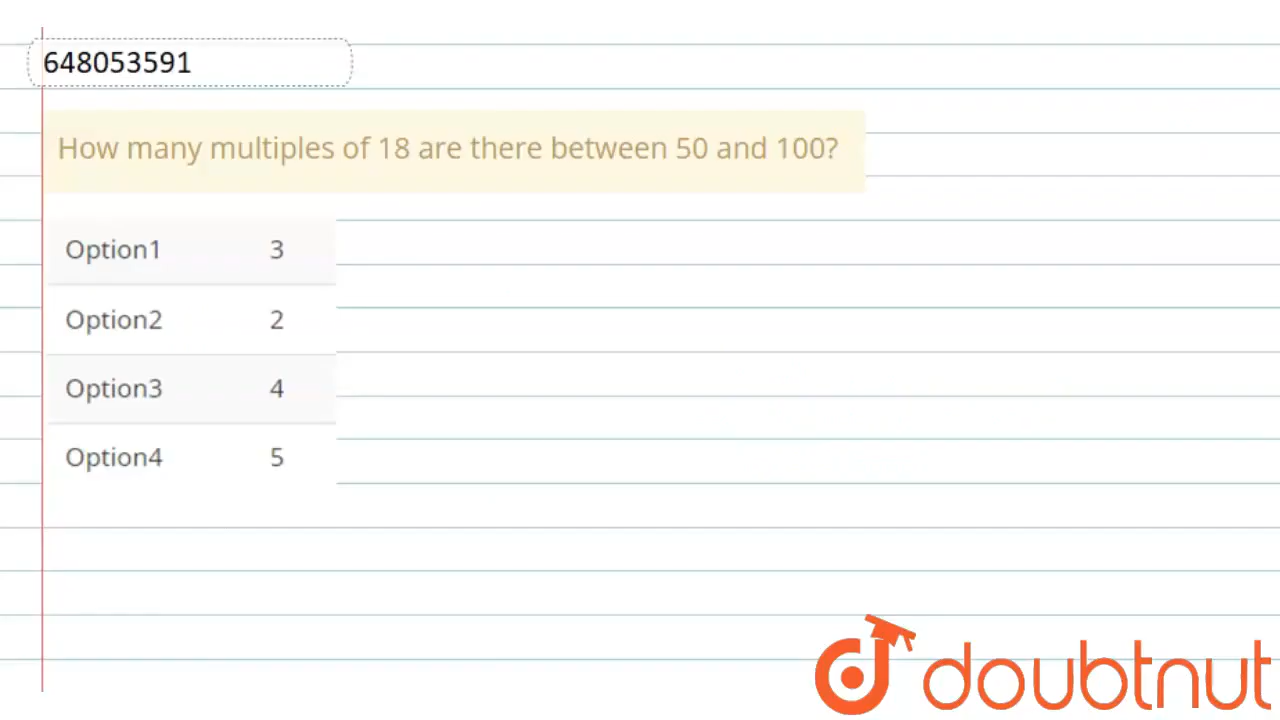 648053591
How many multiples of 18 are there between 50 and 100?
Option1 3
Option2 2
Option3 4
Option4 5
doubtnut